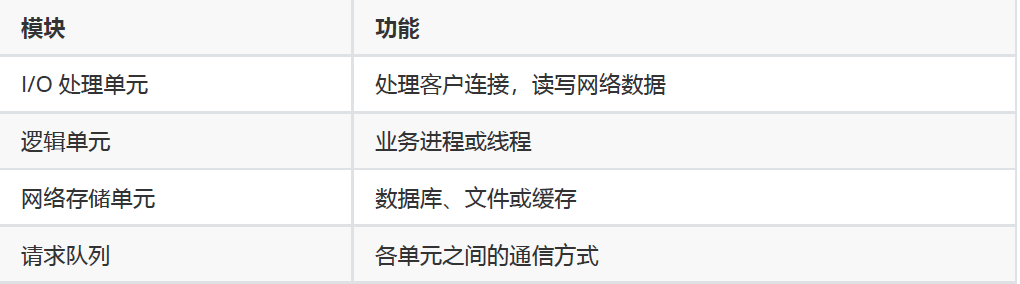 模块 功能
I/O 处理单元 处理客户连接，读写网络数据
逻辑单元 业务进程或线程
网络存储单元 数据库、文件或缓存
请求队列 各单元之间的通信方式